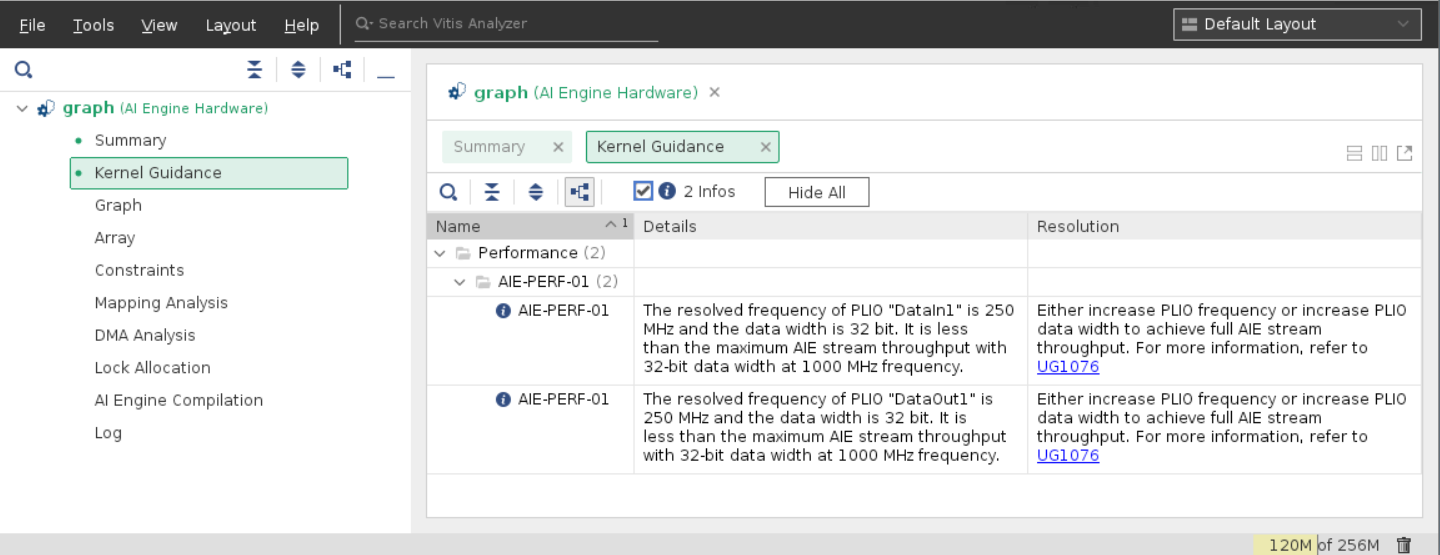 File Tools View Layout Help Search Vitis Analyzer Default Layout
graph (AI Engine Hardware)
Summary
Kernel Guidance
Graph
Array
Constraints
Mapping Analysis
DMA Analysis
Lock Allocation
AI Engine Compilation
Log
graph (AI Engine Hardware)
Summary Kernel Guidance
2 Infos Hide All
Name 1 Details Resolution
Performance (2)
AIE-PERF-01 (2)
AIE-PERF-01
The resolved frequency of PLIO "DataIn1" is 250
MHz and the data width is 32 bit. It is less
than the maximum AIE stream throughput with
32-bit data width at 1000 MHz frequency.
Either increase PLIO frequency or increase PLIO
data width to achieve full AIE stream
throughput. For more information, refer to
UG1076
AIE-PERF-01
The resolved frequency of PLIO "DataOut1" is
250 MHz and the data width is 32 bit. It is
less than the maximum AIE stream throughput
with 32-bit data width at 1000 MHz frequency.
Either increase PLIO frequency or increase PLIO
data width to achieve full AIE stream
throughput. For more information, refer to
UG1076
120M of 256M